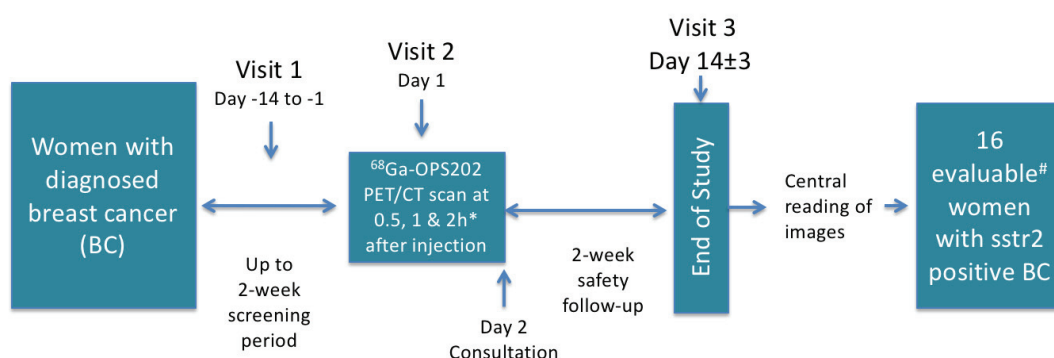 Women with
diagnosed
breast cancer
(BC)
Visit 1
Day -14 to -1
Up to
2-week
screening
period
Visit 2
Day 1
⁶⁸Ga-OPS202
PET/CT scan at
0.5, 1 & 2h*
after injection
Day 2
Consultation
2-week
safety
follow-up
Visit 3
Day 14±3
End of Study
Central
reading of
images
16
evaluable#
women
with sstr2
positive BC